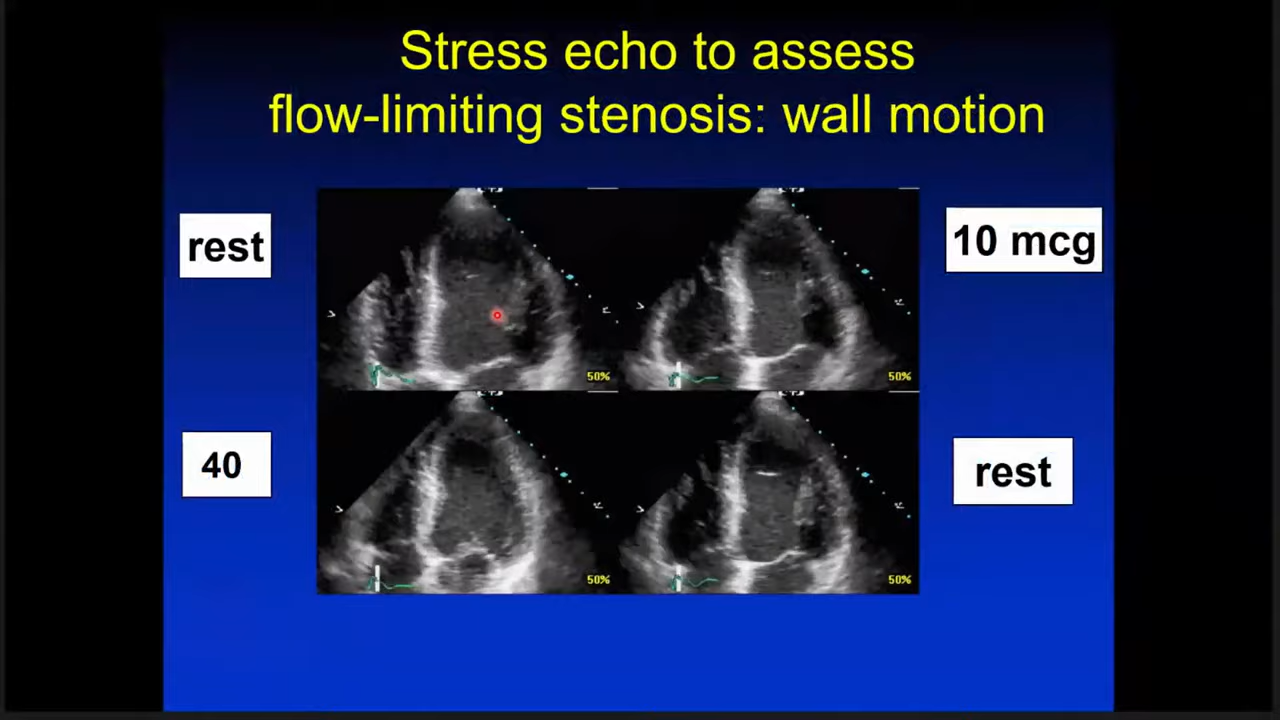 Stress echo to assess
flow-limiting stenosis: wall motion
rest
10 mcg
50%
50%
40
rest
50%
50%